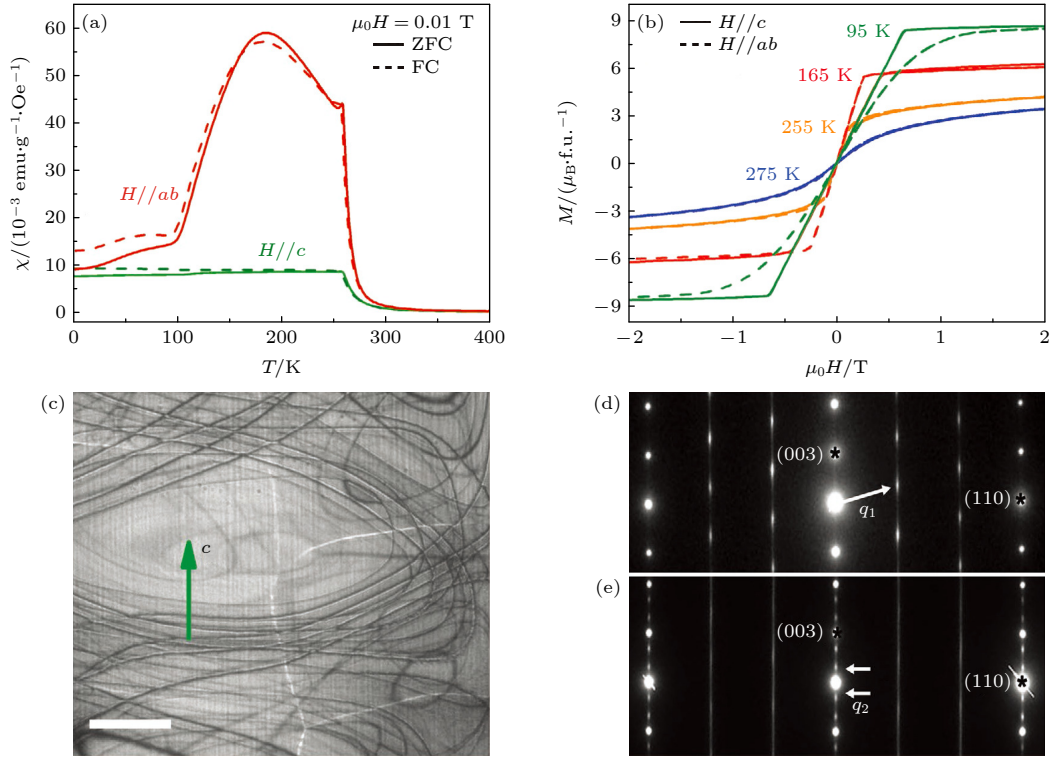 (a)
μ₀H = 0.01 T
ZFC
FC
H//ab
H//c
χ/(10⁻³ emu·g⁻¹·Oe⁻¹)
60
50
40
30
20
10
0
0 100 200 300 400
T/K
(b)
H//c
H//ab
95 K
165 K
255 K
275 K
M/(μB·f.u.⁻¹)
9
6
3
0
−3
−6
−9
−2 −1 0 1 2
μ₀H/T
(c)
c
(d)
(003)
q₁
(110)
(e)
(003)
q₂
(110)